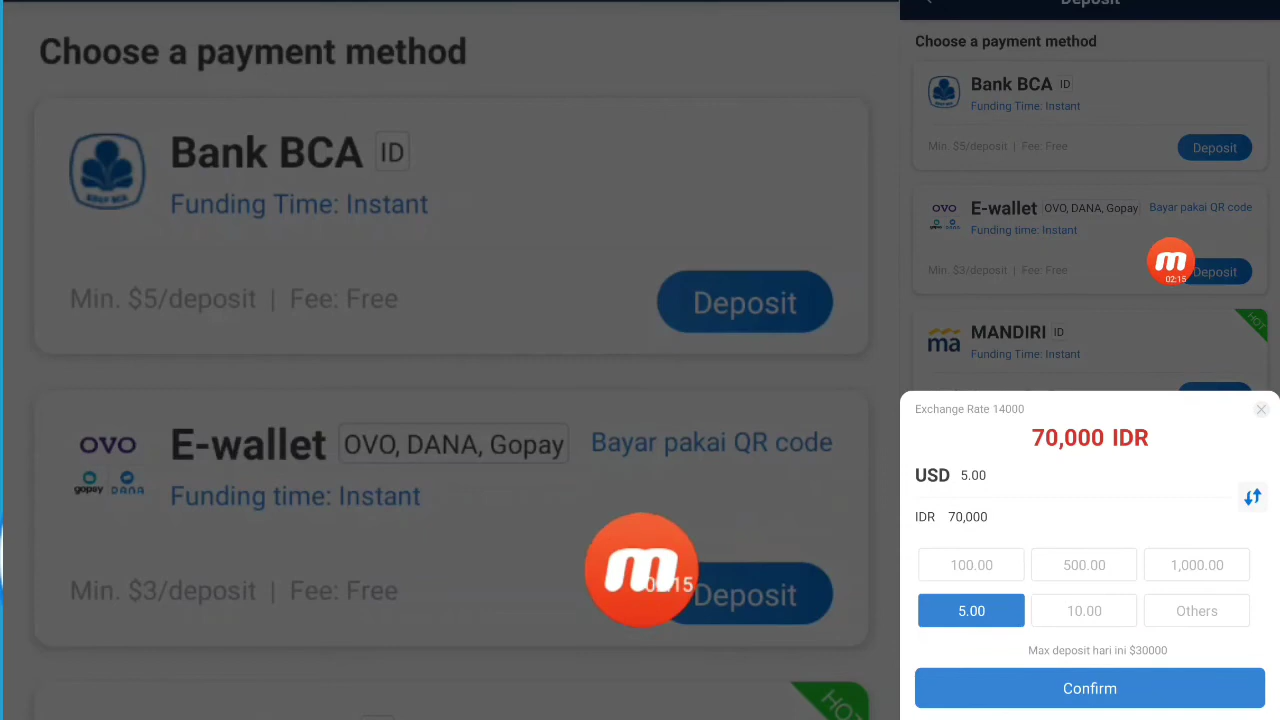 Choose a payment method
Bank BCA ID
Funding Time: Instant
Min. $5/deposit | Fee: Free
Deposit
OVO
gopay DANA
E-wallet OVO, DANA, Gopay Bayar pakai QR code
Funding time: Instant
Min. $3/deposit | Fee: Free
Deposit
HOT
Deposit
Choose a payment method
Bank BCA ID
Funding Time: Instant
Min. $5/deposit | Fee: Free
Deposit
OVO
E-wallet OVO, DANA, Gopay Bayar pakai QR code
Funding time: Instant
Min. $3/deposit | Fee: Free
m
02:15
Deposit
MANDIRI ID
HOT
ma
Funding Time: Instant
Exchange Rate 14000
70,000 IDR
USD 5.00
IDR 70,000
100.00 500.00 1,000.00
5.00 10.00 Others
Max deposit hari ini $30000
Confirm